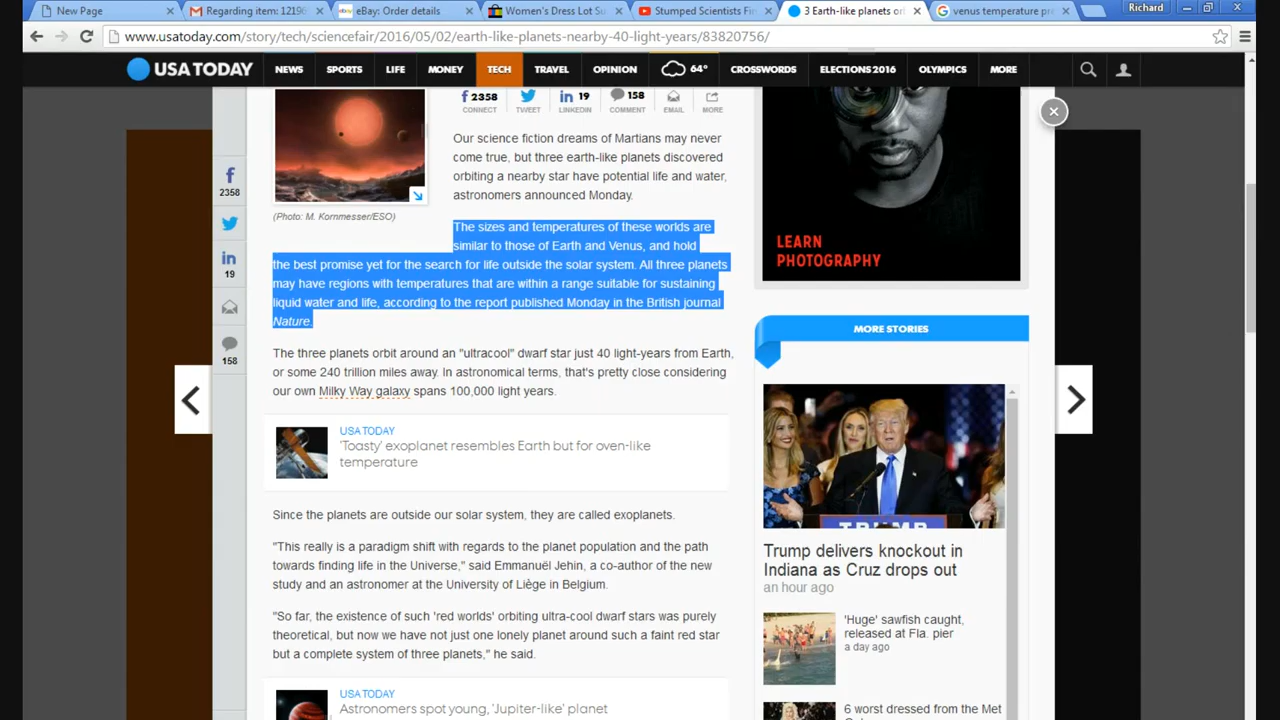 New Page
Regarding item: 12198
eBay: Order details
Women's Dress Lot Su
Stumped Scientists Fin
3 Earth-like planets or
venus temperature pr
Richard
www.usatoday.com/story/tech/sciencefair/2016/05/02/earth-like-planets-nearby-40-light-years/83820756/
USA TODAY
NEWS
SPORTS
LIFE
MONEY
TECH
TRAVEL
OPINION
64°
CROSSWORDS
ELECTIONS 2016
OLYMPICS
MORE
2358
CONNECT
TWEET
19
LINKEDIN
158
COMMENT
EMAIL
MORE
2358
19
158
(Photo: M. Kornmesser/ESO)
Our science fiction dreams of Martians may never
come true, but three earth-like planets discovered
orbiting a nearby star have potential life and water,
astronomers announced Monday.
The sizes and temperatures of these worlds are
similar to those of Earth and Venus, and hold
the best promise yet for the search for life outside the solar system. All three planets
may have regions with temperatures that are within a range suitable for sustaining
liquid water and life, according to the report published Monday in the British journal
Nature.
The three planets orbit around an "ultracool" dwarf star just 40 light-years from Earth,
or some 240 trillion miles away. In astronomical terms, that's pretty close considering
our own Milky Way galaxy spans 100,000 light years.
USA TODAY
'Toasty' exoplanet resembles Earth but for oven-like
temperature
Since the planets are outside our solar system, they are called exoplanets.
"This really is a paradigm shift with regards to the planet population and the path
towards finding life in the Universe," said Emmanuël Jehin, a co-author of the new
study and an astronomer at the University of Liège in Belgium.
"So far, the existence of such 'red worlds' orbiting ultra-cool dwarf stars was purely
theoretical, but now we have not just one lonely planet around such a faint red star
but a complete system of three planets," he said.
USA TODAY
Astronomers spot young, 'Jupiter-like' planet
LEARN
PHOTOGRAPHY
MORE STORIES
TRUMP
Trump delivers knockout in
Indiana as Cruz drops out
an hour ago
'Huge' sawfish caught,
released at Fla. pier
a day ago
6 worst dressed from the Met